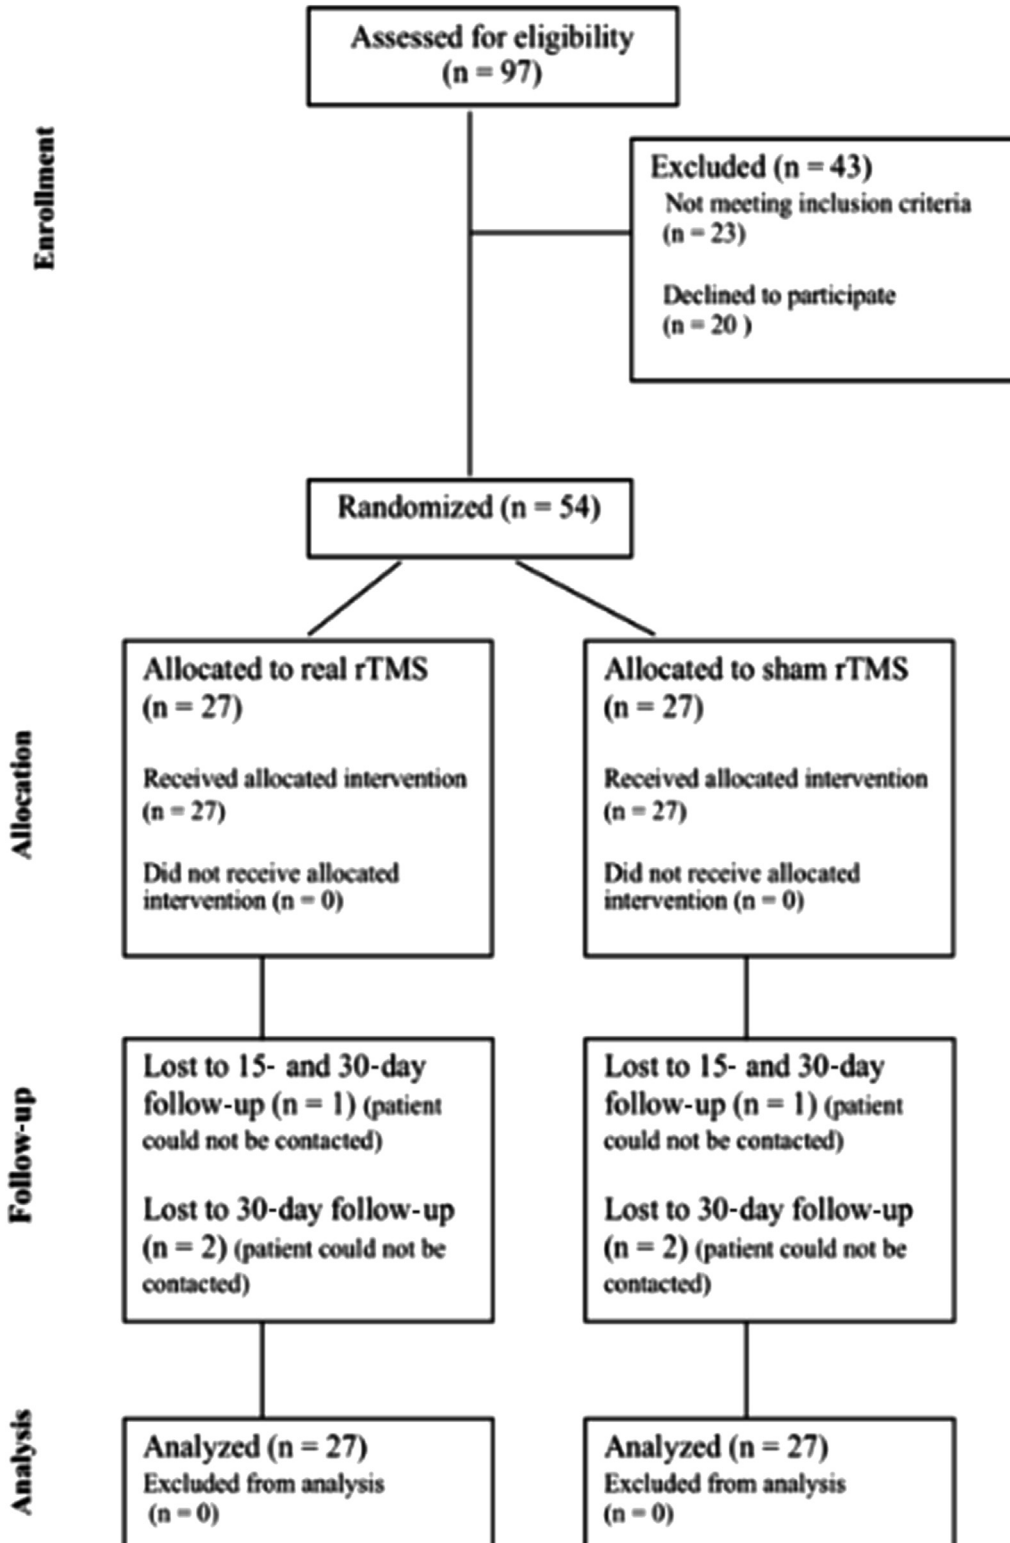 Assessed for eligibility
(n = 97)
Enrollment
Excluded (n = 43)
Not meeting inclusion criteria
(n = 23)
Declined to participate
(n = 20 )
Randomized (n = 54)
Allocation
Allocated to real rTMS
(n = 27)
Received allocated intervention
(n = 27)
Did not receive allocated
intervention (n = 0)
Allocated to sham rTMS
(n = 27)
Received allocated intervention
(n = 27)
Did not receive allocated
intervention (n = 0)
Follow-up
Lost to 15- and 30-day
follow-up (n = 1) (patient
could not be contacted)
Lost to 30-day follow-up
(n = 2) (patient could not be
contacted)
Lost to 15- and 30-day
follow-up (n = 1) (patient
could not be contacted)
Lost to 30-day follow-up
(n = 2) (patient could not be
contacted)
Analysis
Analyzed (n = 27)
Excluded from analysis
(n = 0)
Analyzed (n = 27)
Excluded from analysis
(n = 0)